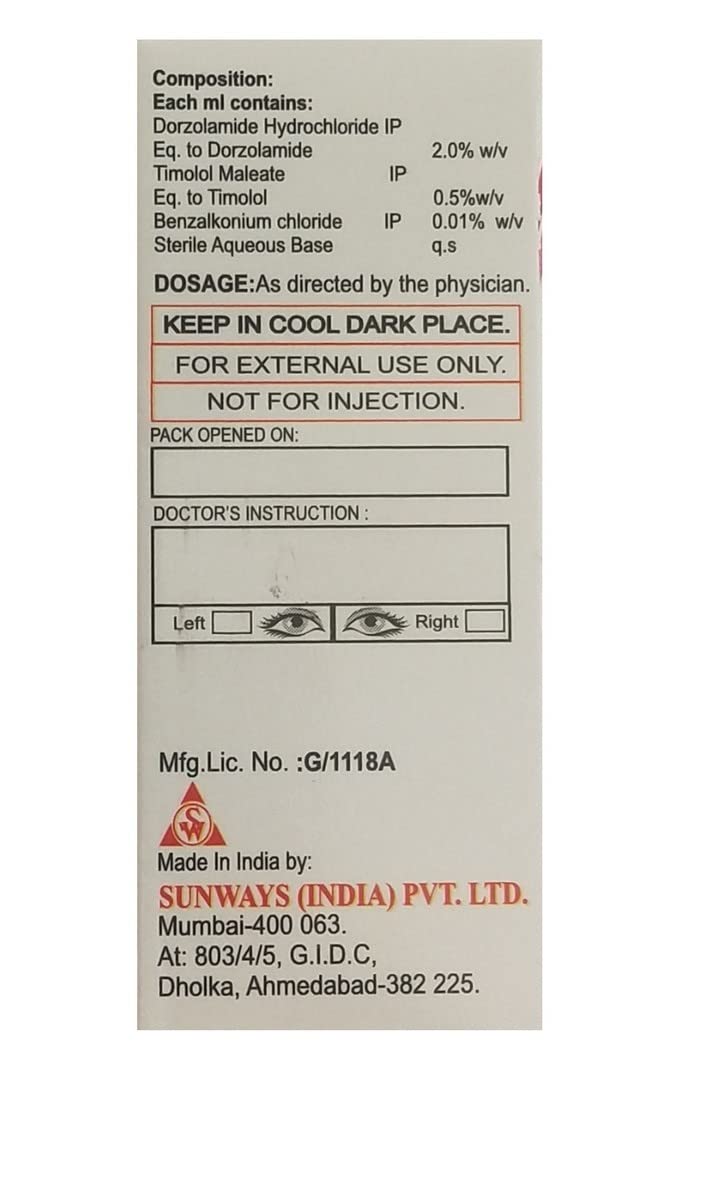 Composition:
Each ml contains:
Dorzolamide Hydrochloride IP
Eq. to Dorzolamide 2.0% w/v
Timolol Maleate IP
Eq. to Timolol 0.5%w/v
Benzalkonium chloride IP 0.01% w/v
Sterile Aqueous Base q.s
DOSAGE:As directed by the physician.
KEEP IN COOL DARK PLACE.
FOR EXTERNAL USE ONLY.
NOT FOR INJECTION.
PACK OPENED ON:
DOCTOR'S INSTRUCTION :
Left Right
Mfg.Lic. No. :G/1118A
SW
Made In India by:
SUNWAYS (INDIA) PVT. LTD.
Mumbai-400 063.
At: 803/4/5, G.I.D.C,
Dholka, Ahmedabad-382 225.